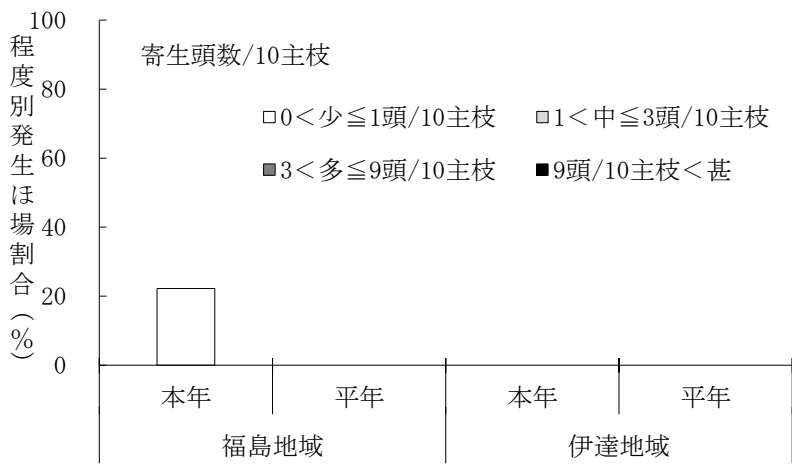 程度別発生ほ場割合(%)
100
80
60
40
20
0
寄生頭数/10主枝
0＜少≦1頭/10主枝
1＜中≦3頭/10主枝
3＜多≦9頭/10主枝
9頭/10主枝＜甚
本年 平年 本年 平年
福島地域 伊達地域